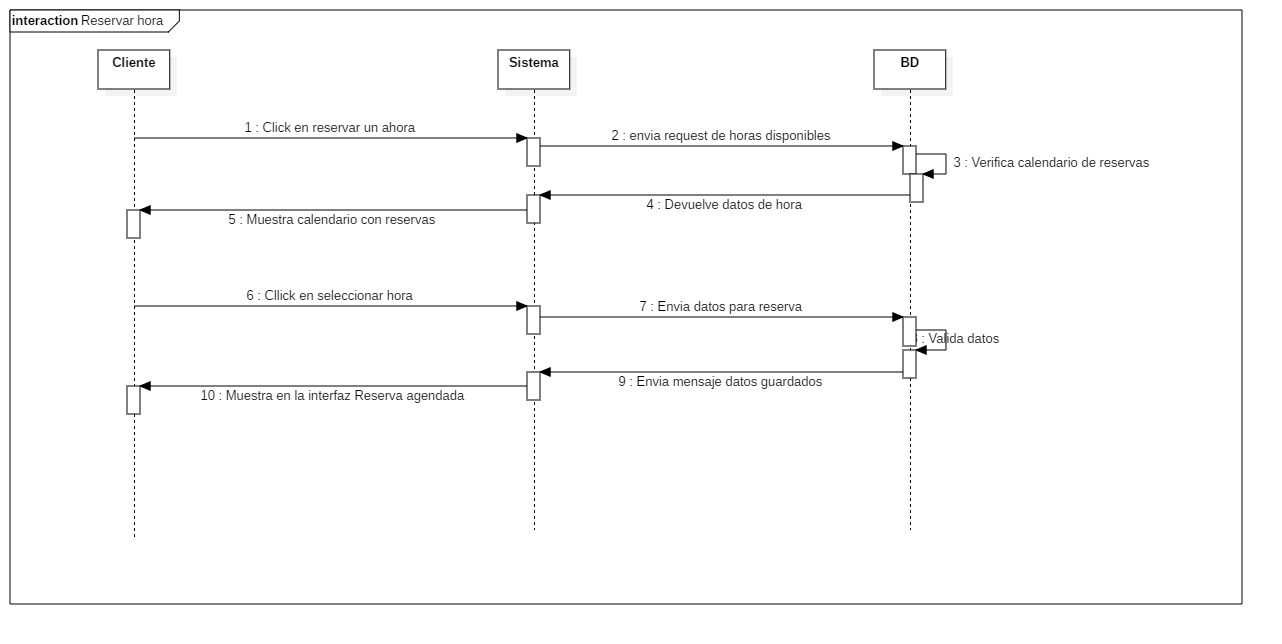 interaction Reservar hora
Cliente
Sistema
BD
1 : Click en reservar un ahora
2 : envia request de horas disponibles
3 : Verifica calendario de reservas
4 : Devuelve datos de hora
5 : Muestra calendario con reservas
6 : Cllick en seleccionar hora
7 : Envia datos para reserva
: Valida datos
9 : Envia mensaje datos guardados
10 : Muestra en la interfaz Reserva agendada